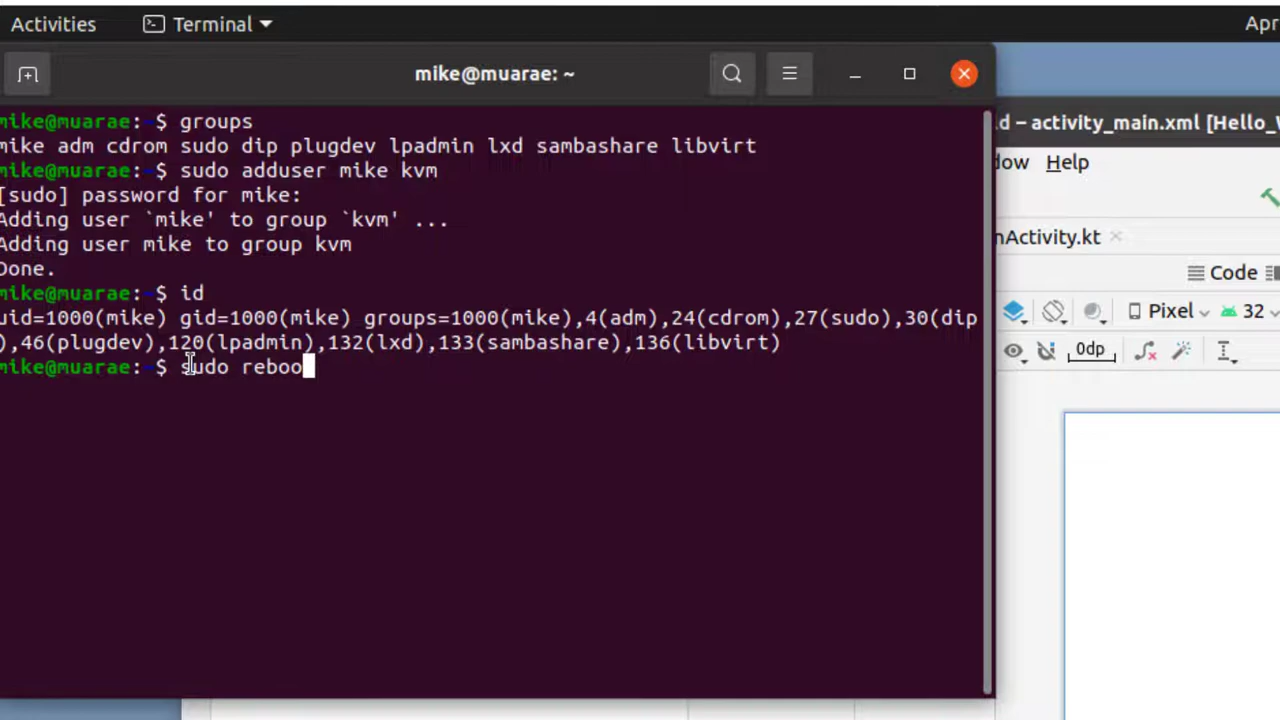 Activities
Terminal
Apr
mike@muarae: ~
mike@muarae:~$ groups
mike adm cdrom sudo dip plugdev lpadmin lxd sambashare libvirt
mike@muarae:~$ sudo adduser mike kvm
[sudo] password for mike:
Adding user `mike' to group `kvm' ...
Adding user mike to group kvm
Done.
mike@muarae:~$ id
uid=1000(mike) gid=1000(mike) groups=1000(mike),4(adm),24(cdrom),27(sudo),30(dip
),46(plugdev),120(lpadmin),132(lxd),133(sambashare),136(libvirt)
mike@muarae:~$ sudo reboo
d – activity_main.xml [Hello_
dow Help
nActivity.kt
Code
Pixel 32
0dp